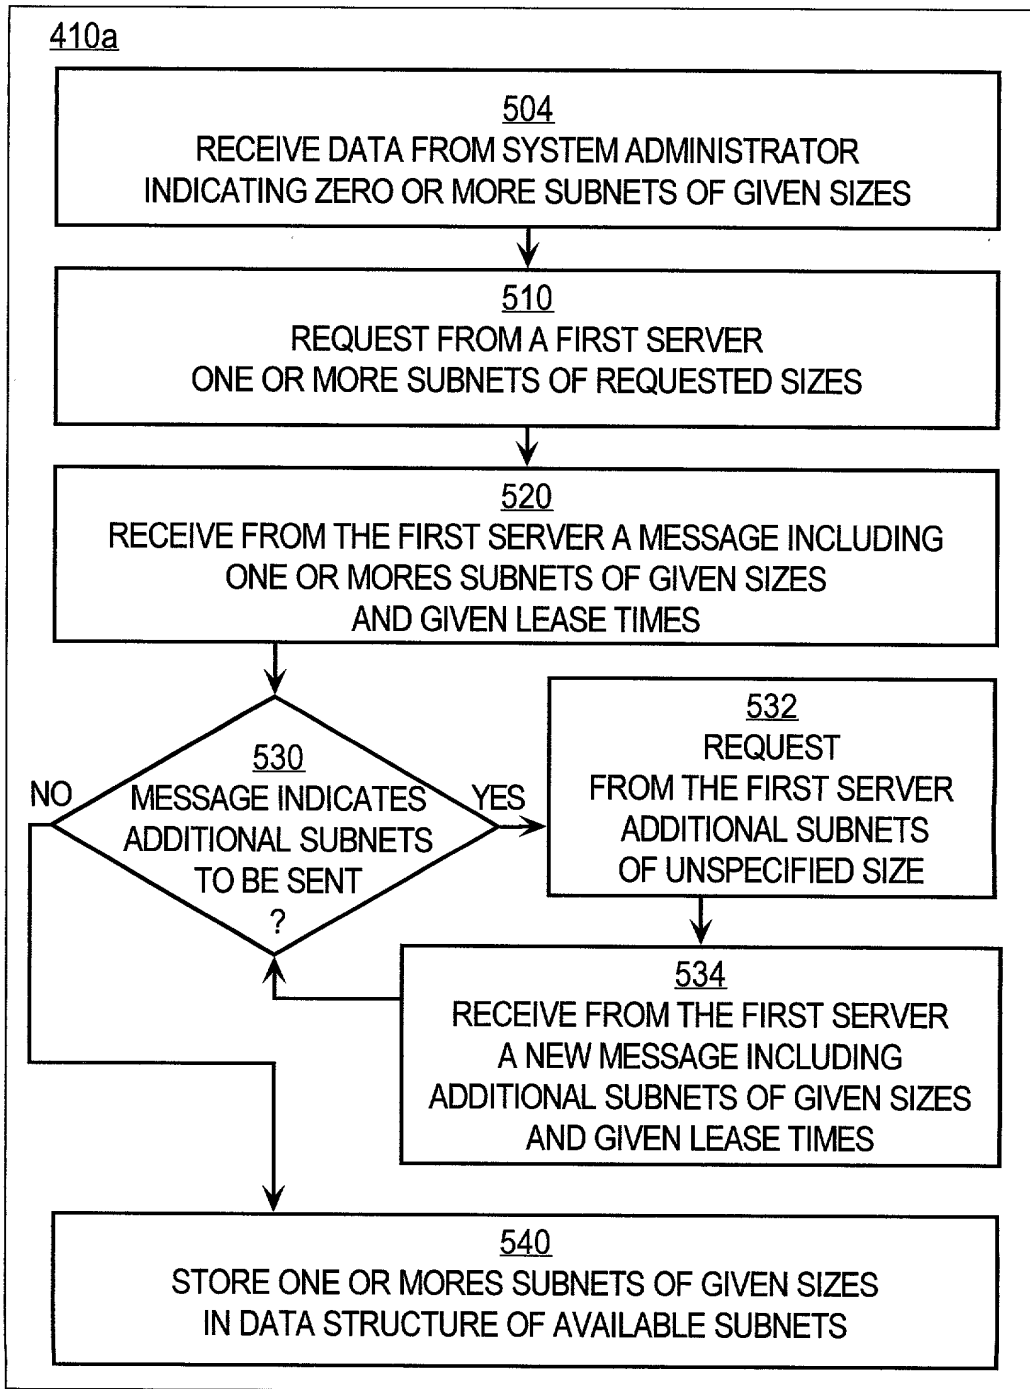 410a
504
RECEIVE DATA FROM SYSTEM ADMINISTRATOR
INDICATING ZERO OR MORE SUBNETS OF GIVEN SIZES
510
REQUEST FROM A FIRST SERVER
ONE OR MORE SUBNETS OF REQUESTED SIZES
520
RECEIVE FROM THE FIRST SERVER A MESSAGE INCLUDING
ONE OR MORES SUBNETS OF GIVEN SIZES
AND GIVEN LEASE TIMES
530
MESSAGE INDICATES
ADDITIONAL SUBNETS
TO BE SENT
?
NO
YES
532
REQUEST
FROM THE FIRST SERVER
ADDITIONAL SUBNETS
OF UNSPECIFIED SIZE
534
RECEIVE FROM THE FIRST SERVER
A NEW MESSAGE INCLUDING
ADDITIONAL SUBNETS OF GIVEN SIZES
AND GIVEN LEASE TIMES
540
STORE ONE OR MORES SUBNETS OF GIVEN SIZES
IN DATA STRUCTURE OF AVAILABLE SUBNETS